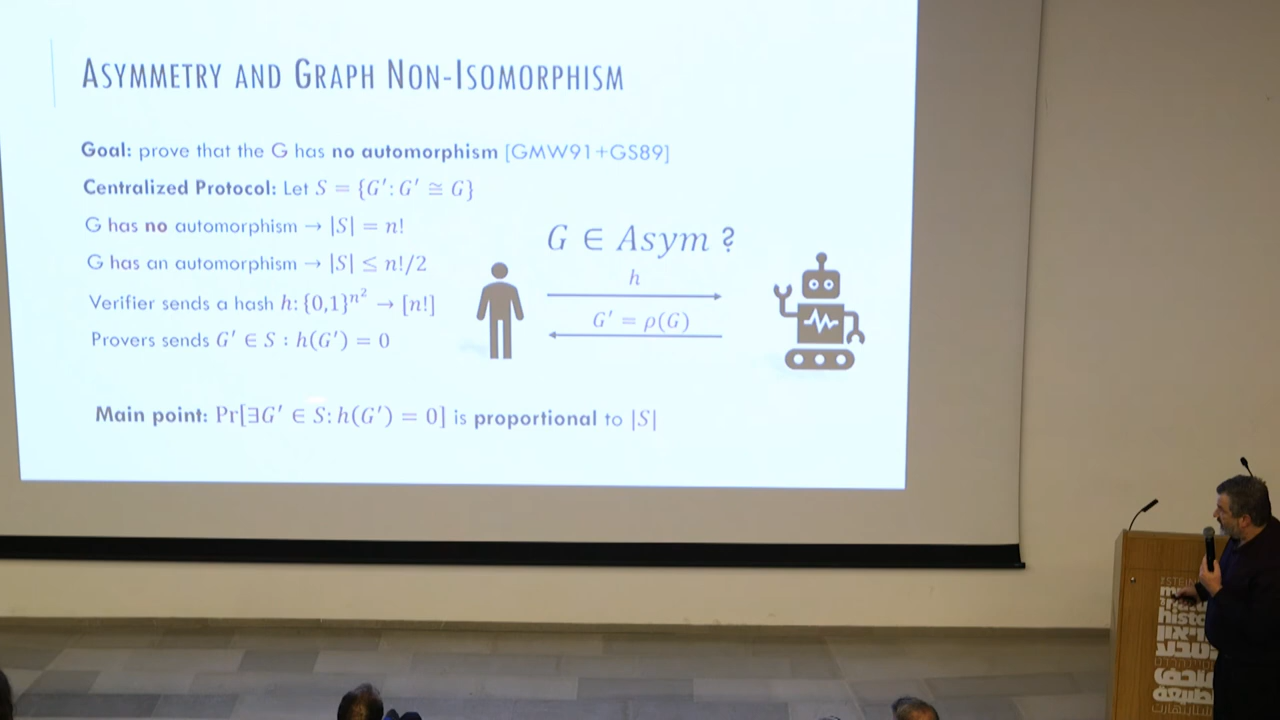 ASYMMETRY AND GRAPH NON-ISOMORPHISM
Goal: prove that the G has no automorphism [GMW91+GS89]
Centralized Protocol: Let S = {G′: G′ ≅ G}
G has no automorphism → |S| = n!
G has an automorphism → |S| ≤ n!/2
Verifier sends a hash h: {0,1}^{n^2} → [n!]
Provers sends G′ ∈ S : h(G′) = 0
G ∈ Asym ?
h
G′ = ρ(G)
Main point: Pr[∃G′ ∈ S: h(G′) = 0] is proportional to |S|